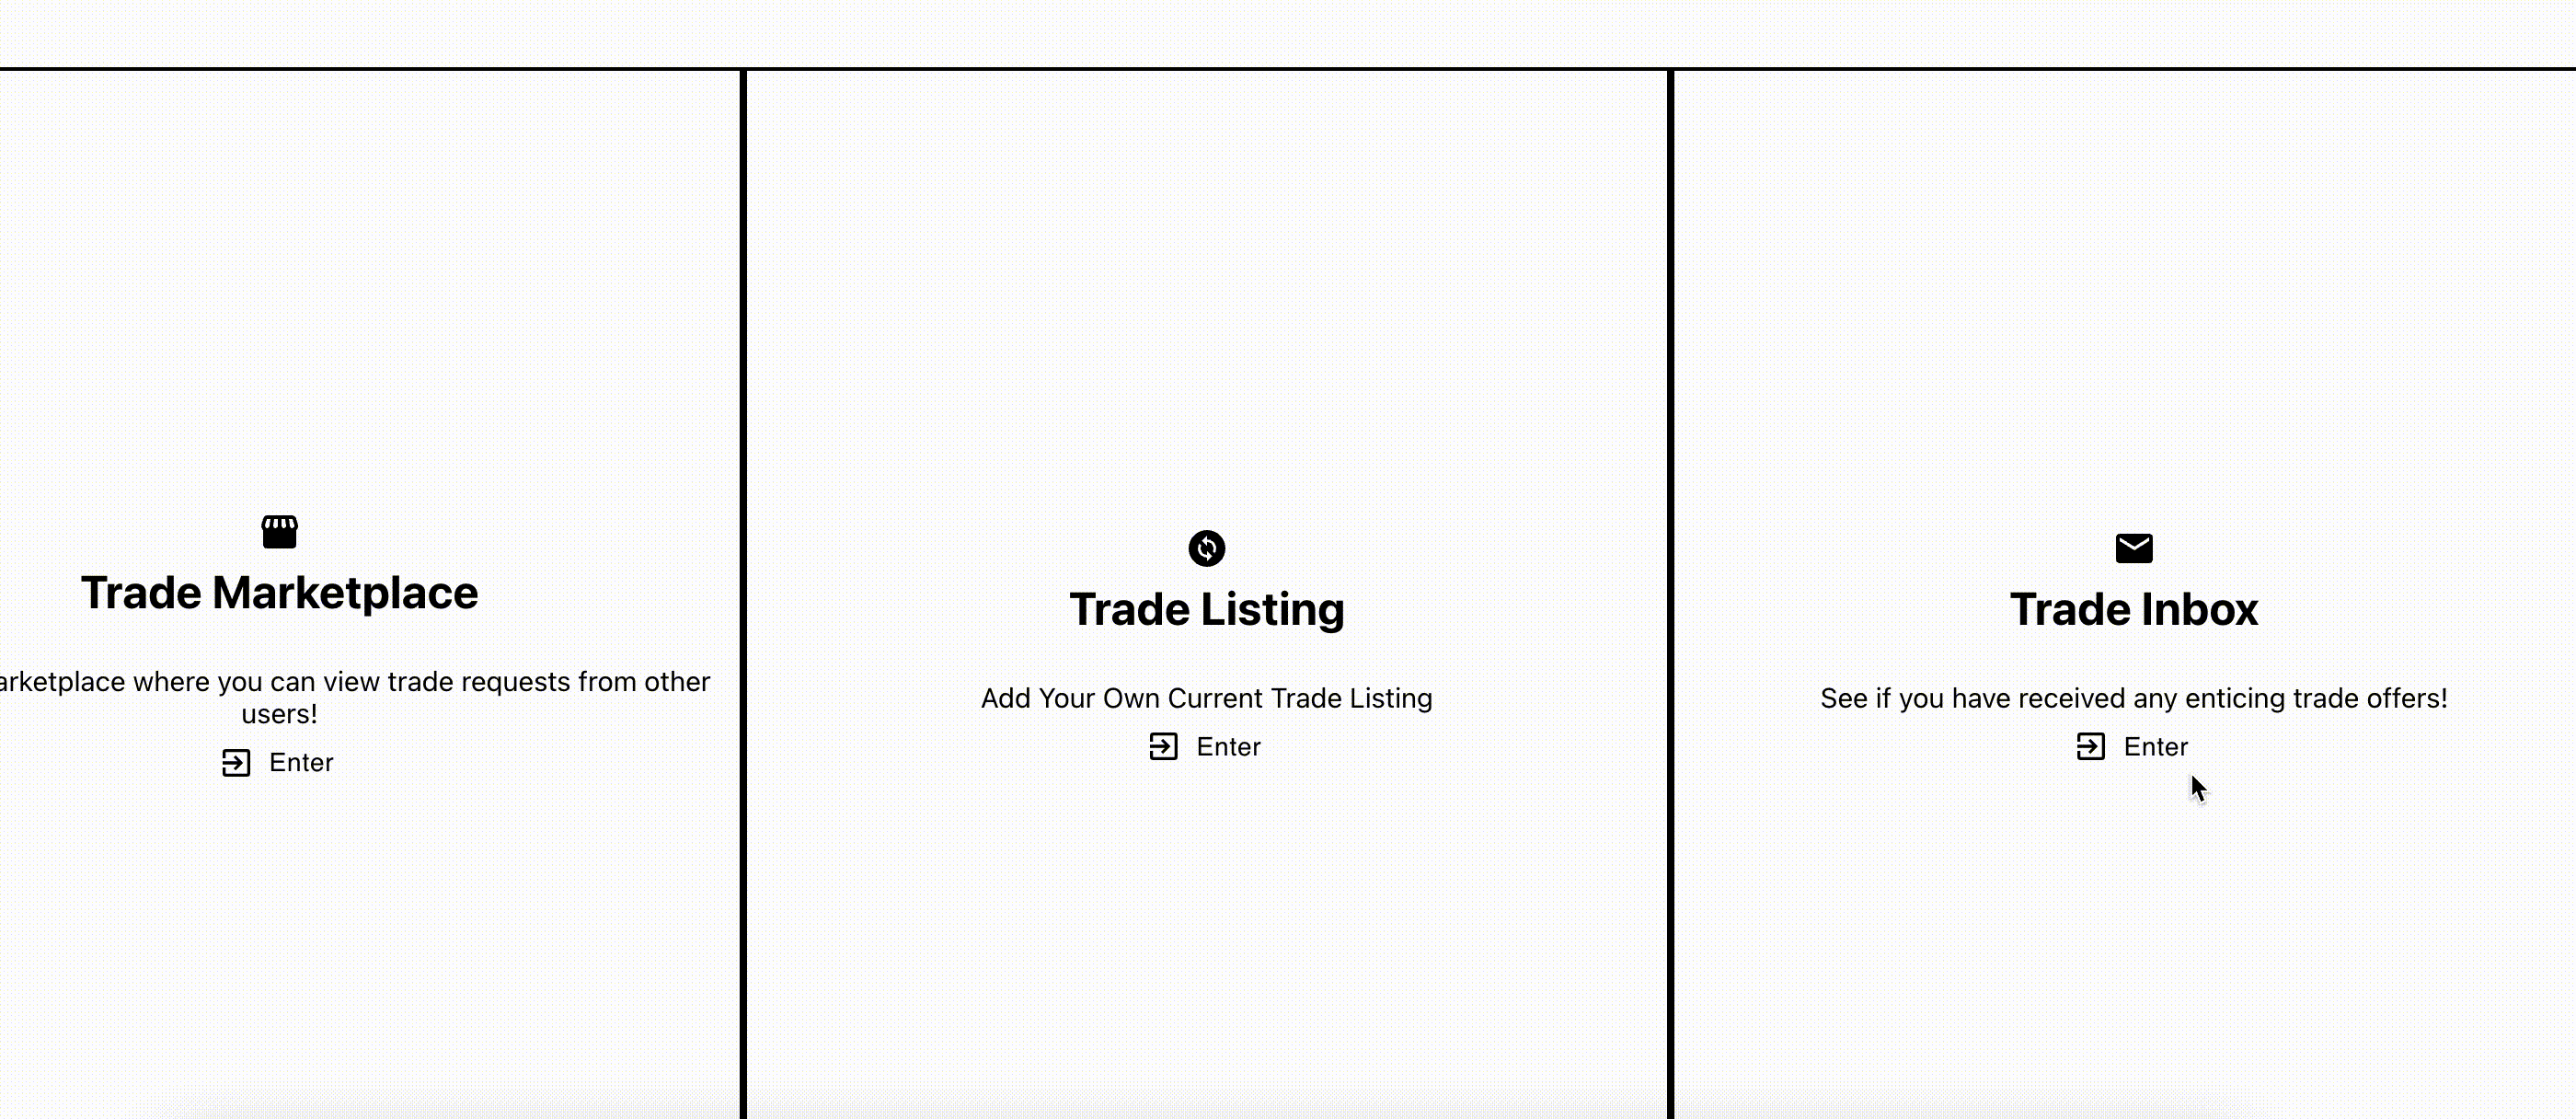 Trade Marketplace
arketplace where you can view trade requests from other
users!
Enter
Trade Listing
Add Your Own Current Trade Listing
Enter
Trade Inbox
See if you have received any enticing trade offers!
Enter